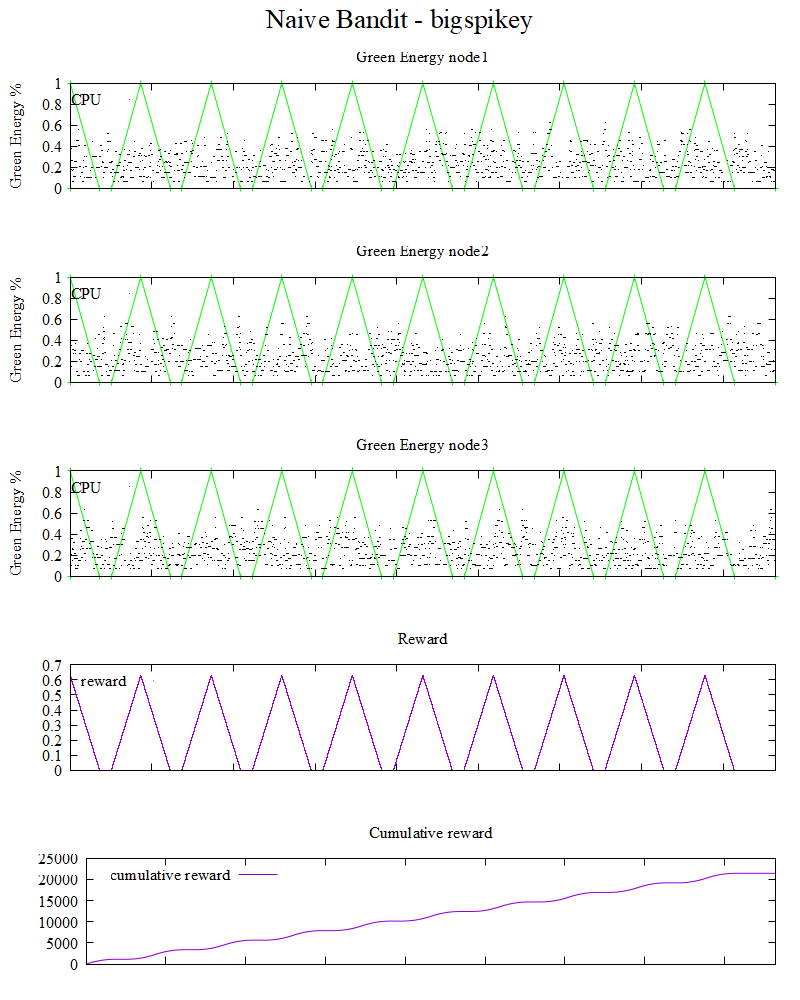 Naive Bandit - bigspikey
Green Energy node1
Green Energy %
1
0.8
0.6
0.4
0.2
0
CPU
Green Energy node2
Green Energy %
1
0.8
0.6
0.4
0.2
0
CPU
Green Energy node3
Green Energy %
1
0.8
0.6
0.4
0.2
0
CPU
Reward
0.7
0.6
0.5
0.4
0.3
0.2
0.1
0
reward
Cumulative reward
25000
20000
15000
10000
5000
0
cumulative reward